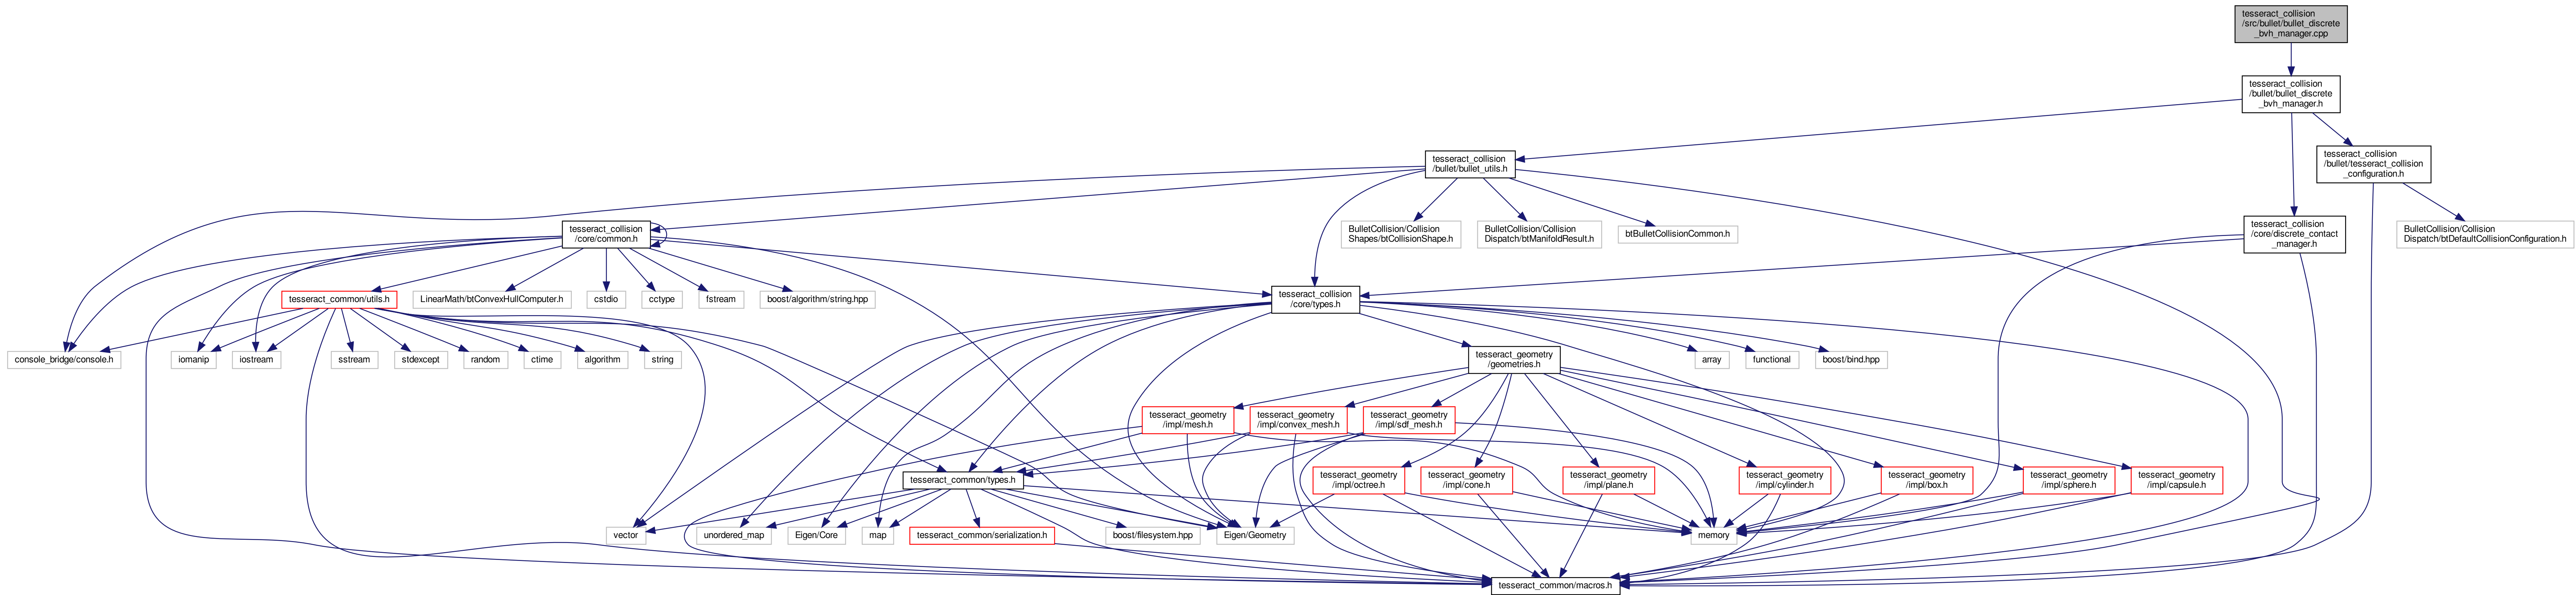 tesseract_collision
/src/bullet/bullet_discrete
_bvh_manager.cpp
tesseract_collision
/bullet/bullet_discrete
_bvh_manager.h
tesseract_collision
/bullet/bullet_utils.h
tesseract_collision
/bullet/tesseract_collision
_configuration.h
tesseract_collision
/core/common.h
BulletCollision/Collision
Shapes/btCollisionShape.h
BulletCollision/Collision
Dispatch/btManifoldResult.h
btBulletCollisionCommon.h
tesseract_collision
/core/discrete_contact
_manager.h
BulletCollision/Collision
Dispatch/btDefaultCollisionConfiguration.h
tesseract_common/utils.h
LinearMath/btConvexHullComputer.h
cstdio
cctype
fstream
boost/algorithm/string.hpp
tesseract_collision
/core/types.h
console_bridge/console.h
iomanip
iostream
sstream
stdexcept
random
ctime
algorithm
string
tesseract_geometry
/geometries.h
array
functional
boost/bind.hpp
tesseract_geometry
/impl/mesh.h
tesseract_geometry
/impl/convex_mesh.h
tesseract_geometry
/impl/sdf_mesh.h
tesseract_common/types.h
tesseract_geometry
/impl/octree.h
tesseract_geometry
/impl/cone.h
tesseract_geometry
/impl/plane.h
tesseract_geometry
/impl/cylinder.h
tesseract_geometry
/impl/box.h
tesseract_geometry
/impl/sphere.h
tesseract_geometry
/impl/capsule.h
vector
unordered_map
Eigen/Core
map
tesseract_common/serialization.h
boost/filesystem.hpp
Eigen/Geometry
memory
tesseract_common/macros.h